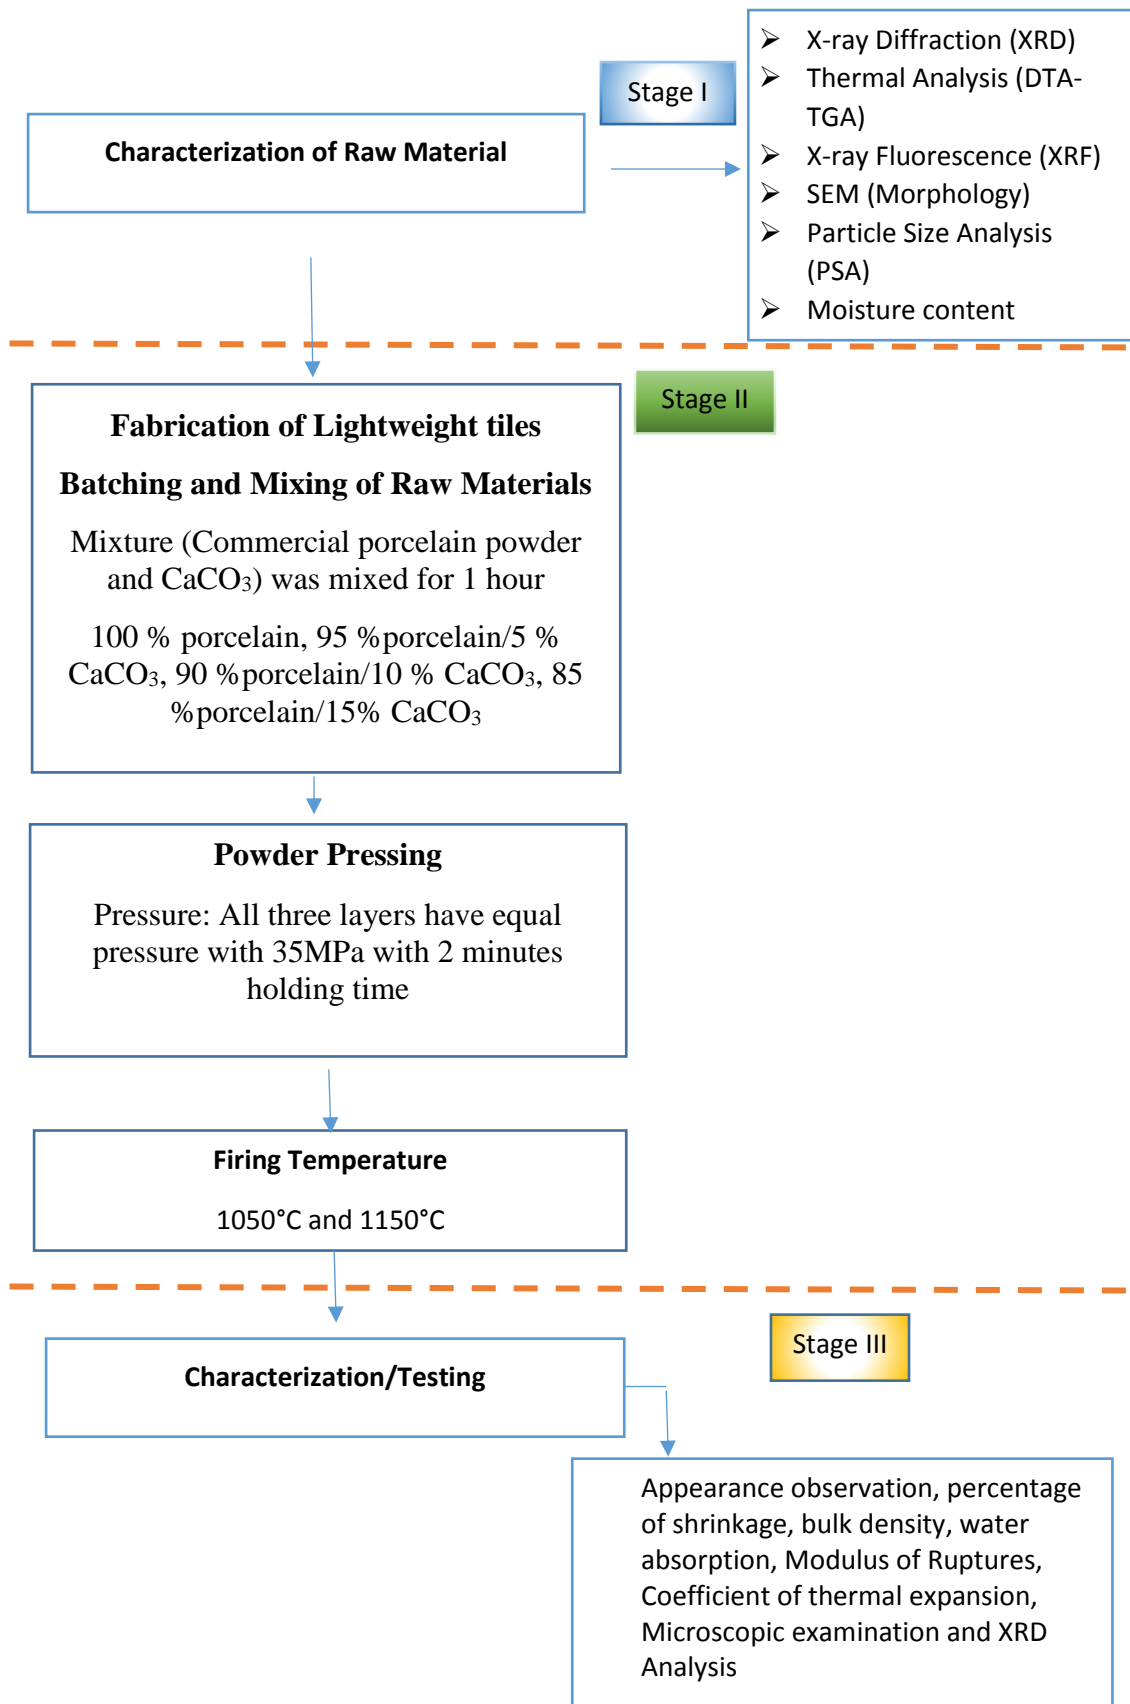 Stage I
Characterization of Raw Material
➢ X-ray Diffraction (XRD)
➢ Thermal Analysis (DTA-
TGA)
➢ X-ray Fluorescence (XRF)
➢ SEM (Morphology)
➢ Particle Size Analysis
(PSA)
➢ Moisture content
Stage II
Fabrication of Lightweight tiles
Batching and Mixing of Raw Materials
Mixture (Commercial porcelain powder
and CaCO₃) was mixed for 1 hour
100 % porcelain, 95 %porcelain/5 %
CaCO₃, 90 %porcelain/10 % CaCO₃, 85
%porcelain/15% CaCO₃
Powder Pressing
Pressure: All three layers have equal
pressure with 35MPa with 2 minutes
holding time
Firing Temperature
1050°C and 1150°C
Stage III
Characterization/Testing
Appearance observation, percentage
of shrinkage, bulk density, water
absorption, Modulus of Ruptures,
Coefficient of thermal expansion,
Microscopic examination and XRD
Analysis